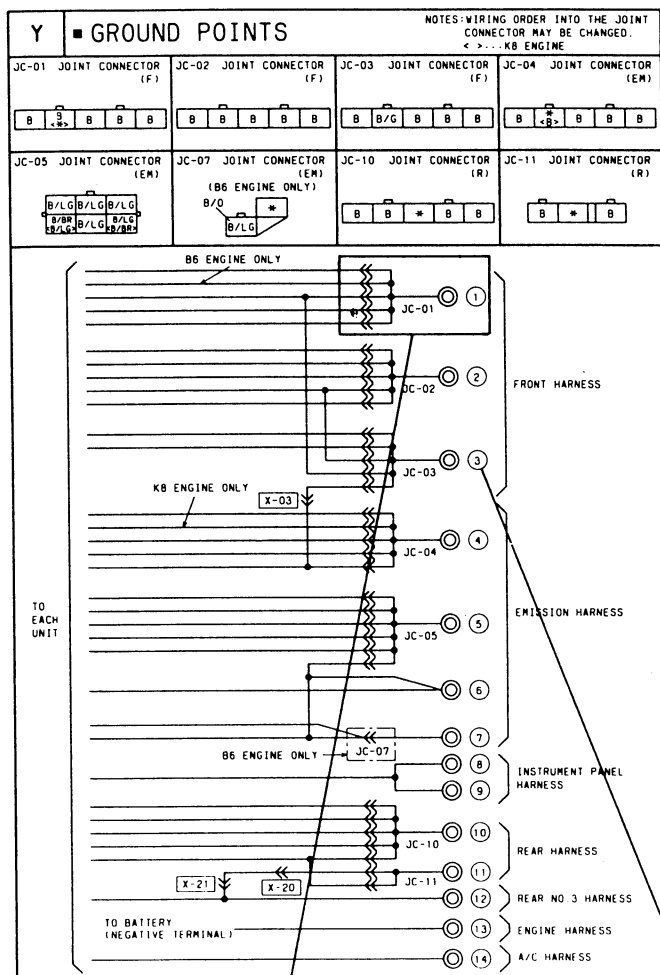 Y ■ GROUND POINTS
NOTES:WIRING ORDER INTO THE JOINT
CONNECTOR MAY BE CHANGED.
< >...K8 ENGINE
JC-01 JOINT CONNECTOR
(F)
B B <*> B B B
JC-02 JOINT CONNECTOR
(F)
B B B B B
JC-03 JOINT CONNECTOR
(F)
B B/G B B B
JC-04 JOINT CONNECTOR
(EM)
B * <B> B B B
JC-05 JOINT CONNECTOR
(EM)
B/LG B/LG B/LG
B/BR <B/LG> B/LG B/LG <B/BR>
JC-07 JOINT CONNECTOR
(EM)
(B6 ENGINE ONLY)
B/O
*
B/LG
JC-10 JOINT CONNECTOR
(R)
B B * B B
JC-11 JOINT CONNECTOR
(R)
B * B
B6 ENGINE ONLY
JC-01
1
JC-02
2
FRONT HARNESS
JC-03
3
K8 ENGINE ONLY
X-03
JC-04
4
TO
EACH
UNIT
JC-05
5
EMISSION HARNESS
6
7
B6 ENGINE ONLY
JC-07
8
9
INSTRUMENT PANEL
HARNESS
JC-10
10
REAR HARNESS
X-21
X-20
JC-11
11
12
REAR NO.3 HARNESS
TO BATTERY
(NEGATIVE TERMINAL)
13
ENGINE HARNESS
14
A/C HARNESS